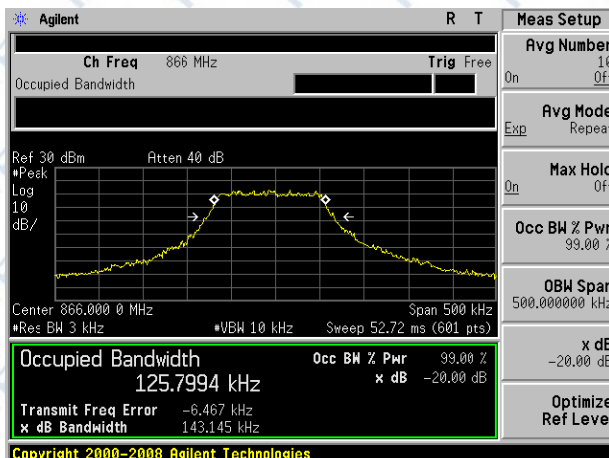 Agilent R T Meas Setup
Ch Freq 866 MHz Trig Free
Occupied Bandwidth
Avg Number
On
Avg Mode
Exp Repeat
Max Hold
On
Occ BW % Pwr
99.00 %
OBW Span
500.000000 kHz
x dB
-20.00 dB
Optimize
Ref Level
Ref 30 dBm Atten 40 dB
#Peak
Log
10
dB/
Center 866.000 0 MHz Span 500 kHz
#Res BW 3 kHz #VBW 10 kHz Sweep 52.72 ms (601 pts)
Occupied Bandwidth Occ BW % Pwr 99.00 %
125.7994 kHz x dB -20.00 dB
Transmit Freq Error -6.467 kHz
x dB Bandwidth 143.145 kHz
Copyright 2000-2008 Agilent Technologies